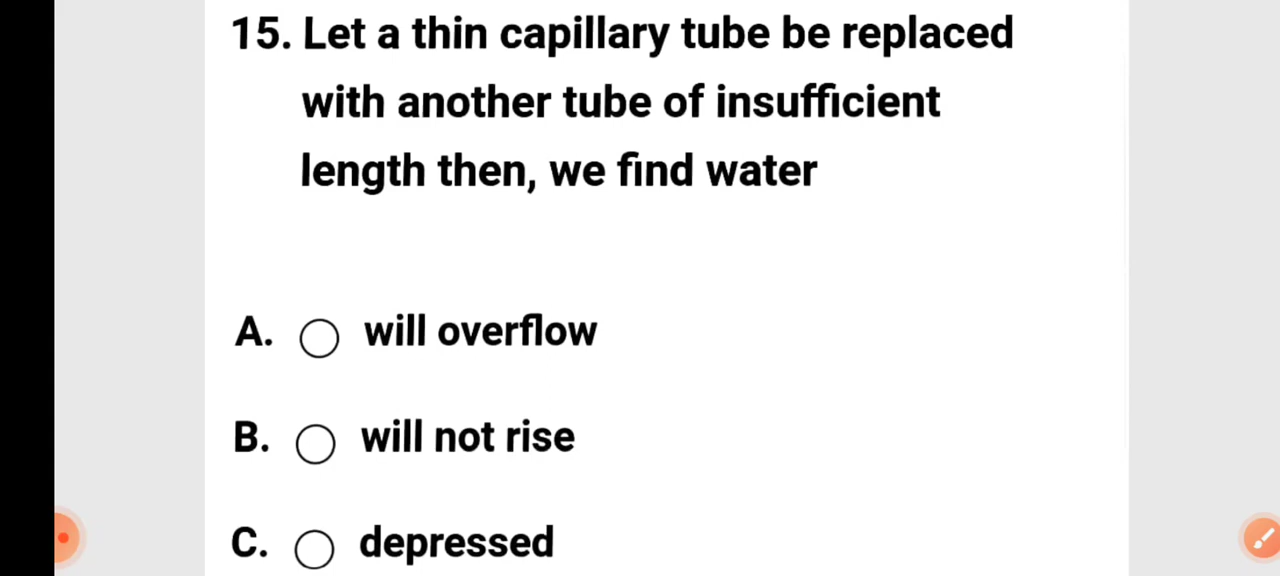 15. Let a thin capillary tube be replaced
with another tube of insufficient
length then, we find water
A. will overflow
B. will not rise
C. depressed